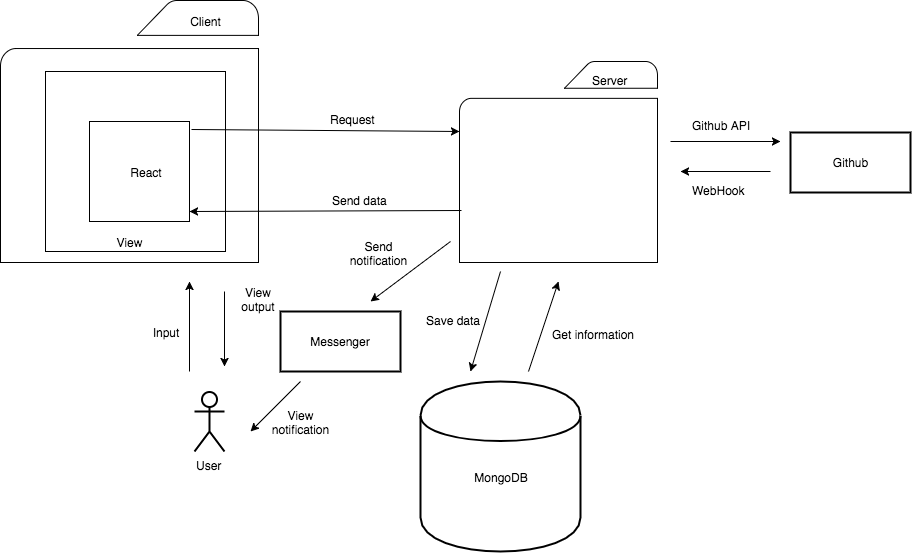 Client
Server
Request
Github API
React
Github
WebHook
Send data
View
Send
notification
View
output
Input
Save data
Get information
Messenger
View
notification
User
MongoDB